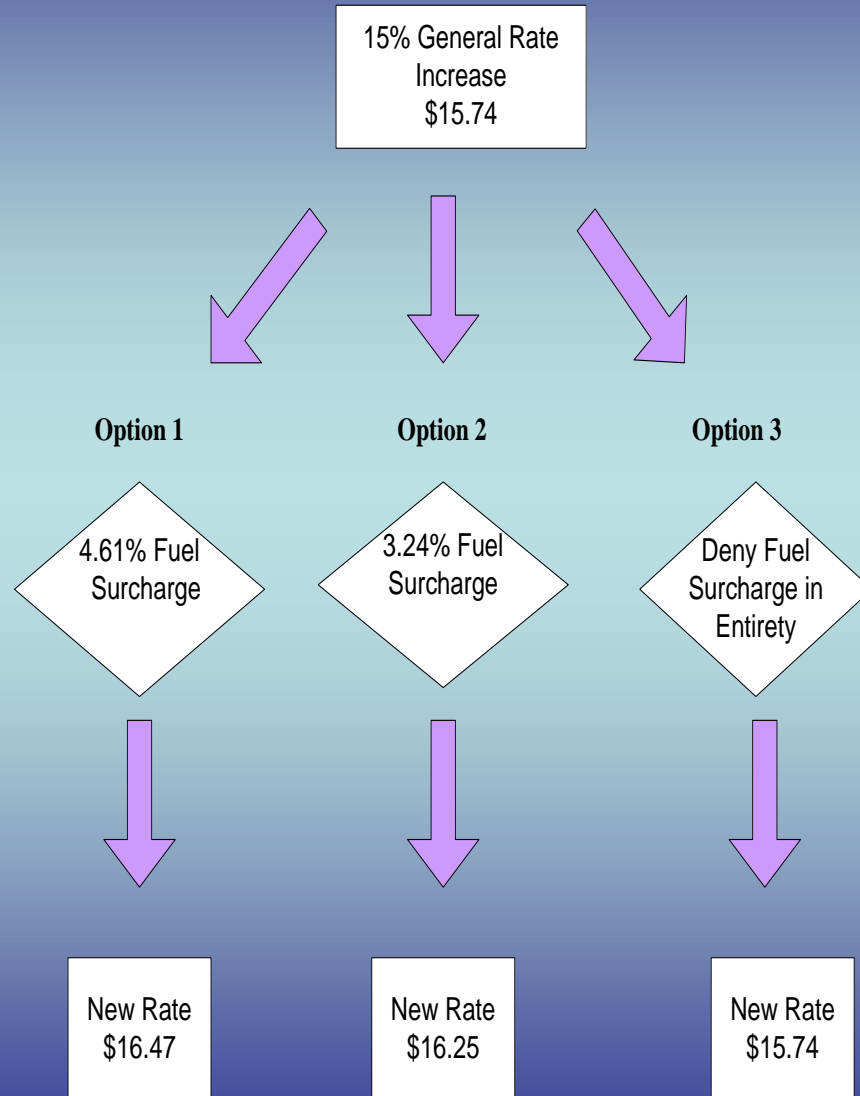 15% General Rate
Increase
$15.74
Option 1
Option 2
Option 3
4.61% Fuel
Surcharge
3.24% Fuel
Surcharge
Deny Fuel
Surcharge in
Entirety
New Rate
$16.47
New Rate
$16.25
New Rate
$15.74